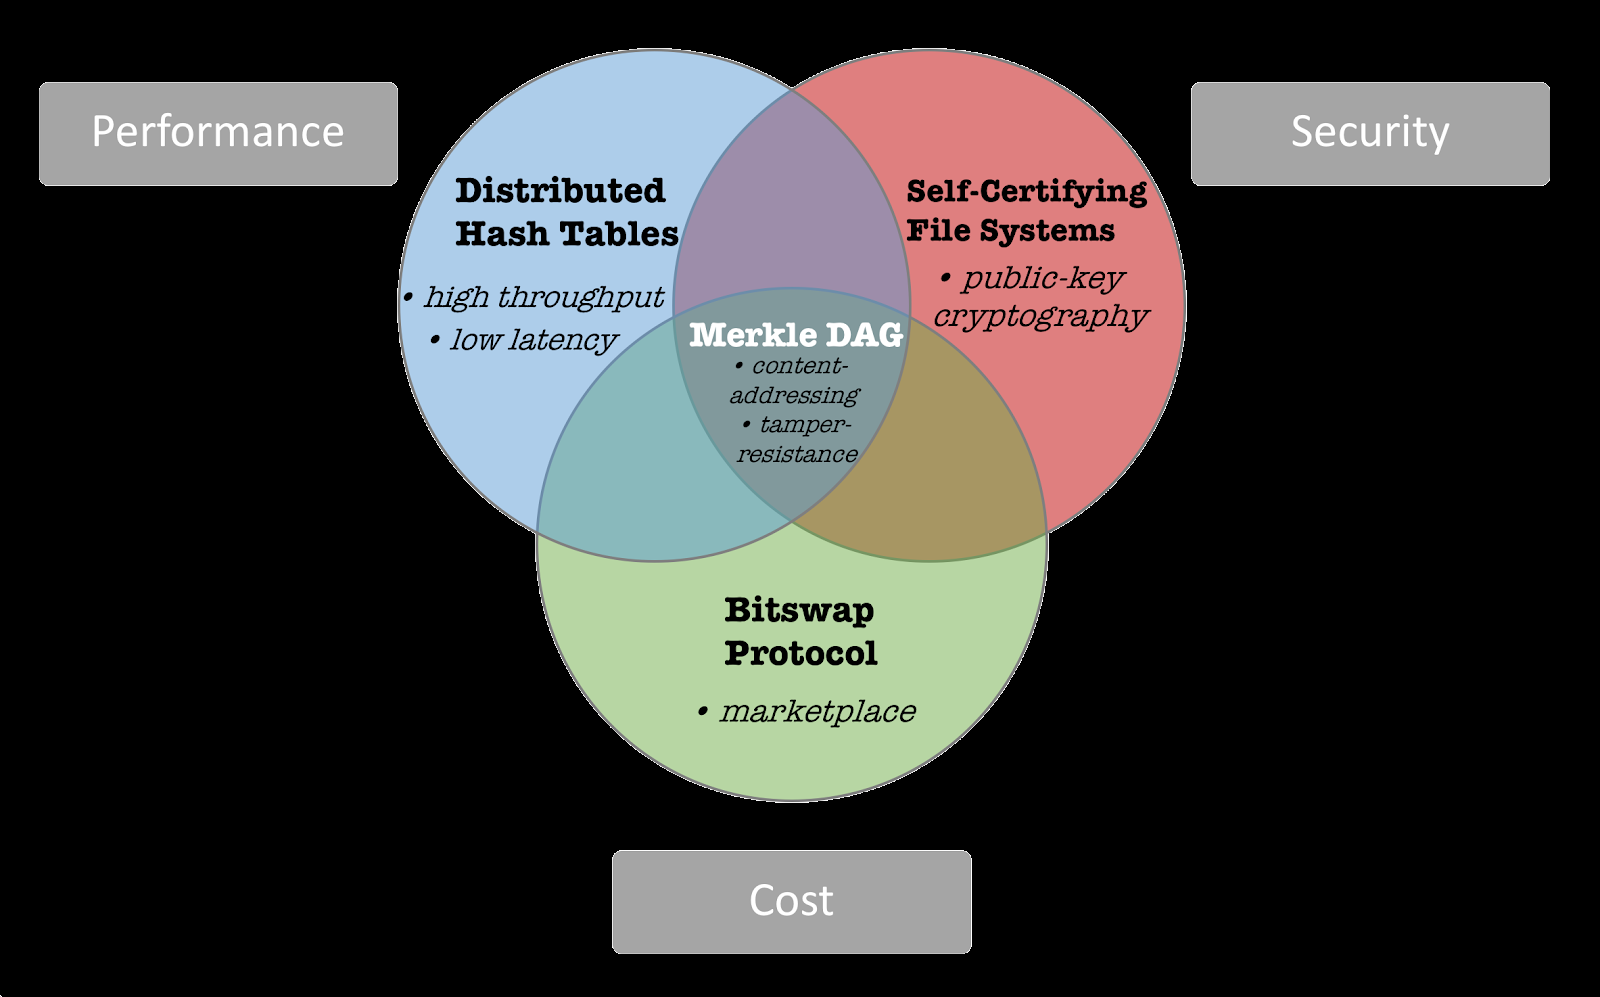 Performance
Security
Distributed
Hash Tables
• high throughput
• low latency
Self-Certifying
File Systems
• public-key
cryptography
Merkle DAG
• content-
addressing
• tamper-
resistance
Bitswap
Protocol
• marketplace
Cost